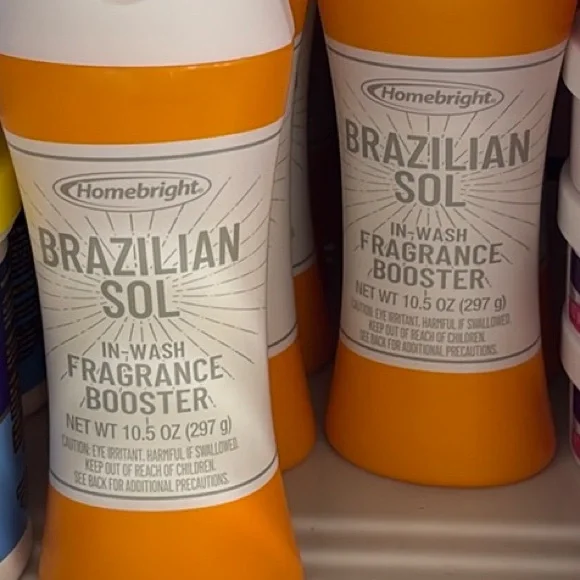 Homebright®
BRAZILIAN
SOL
IN-WASH
FRAGRANCE
BOOSTER
NET WT 10.5 OZ (297 g)
CAUTION: EYE IRRITANT. HARMFUL IF SWALLOWED.
KEEP OUT OF REACH OF CHILDREN.
SEE BACK FOR ADDITIONAL PRECAUTIONS.
Homebright®
BRAZILIAN
SOL
IN-WASH
FRAGRANCE
BOOSTER
NET WT 10.5 OZ (297 g)
CAUTION: EYE IRRITANT. HARMFUL IF SWALLOWED.
KEEP OUT OF REACH OF CHILDREN.
SEE BACK FOR ADDITIONAL PRECAUTIONS.